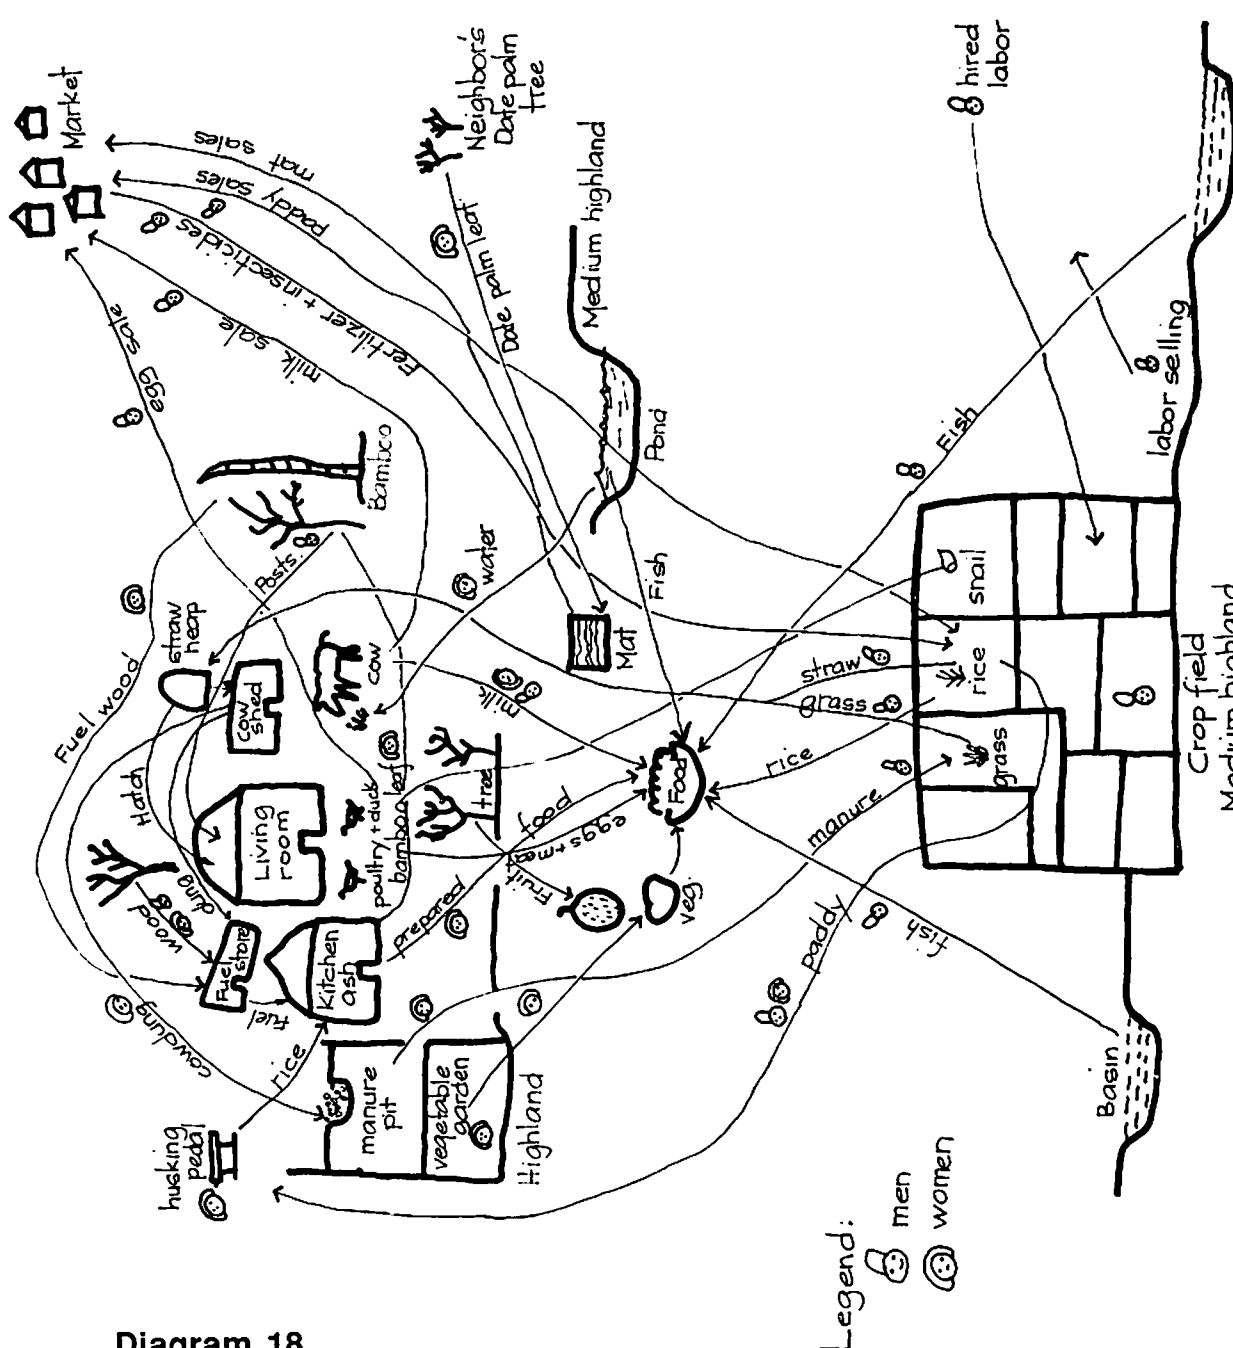 Market
mat sales
paddy sales
Fertilizer + insecticides
milk sale
egg sale
Neighbor's
Date palm
tree
Date palm leaf
Medium highland
hired
labor
labor selling
Pond
Bamboo
Posts.
water
Fish
Fish
Fuel wood
straw
heap
cow
shed
cow
Mat
milk
Hatch
Living
room
poultry + duck
bamboo leaf
tree
Food
food
prepared
eggs + meat
Fruit
veg.
wood
dung
Fuel
store
Fuel
Kitchen
ash
cowdung
rice
husking
pedal
manure
pit
vegetable
garden
Highland
snail
rice
grass
straw
grass
rice
manure
paddy
fish
Crop field
Medium highland
Basin
Legend:
men
women
Diagram 18